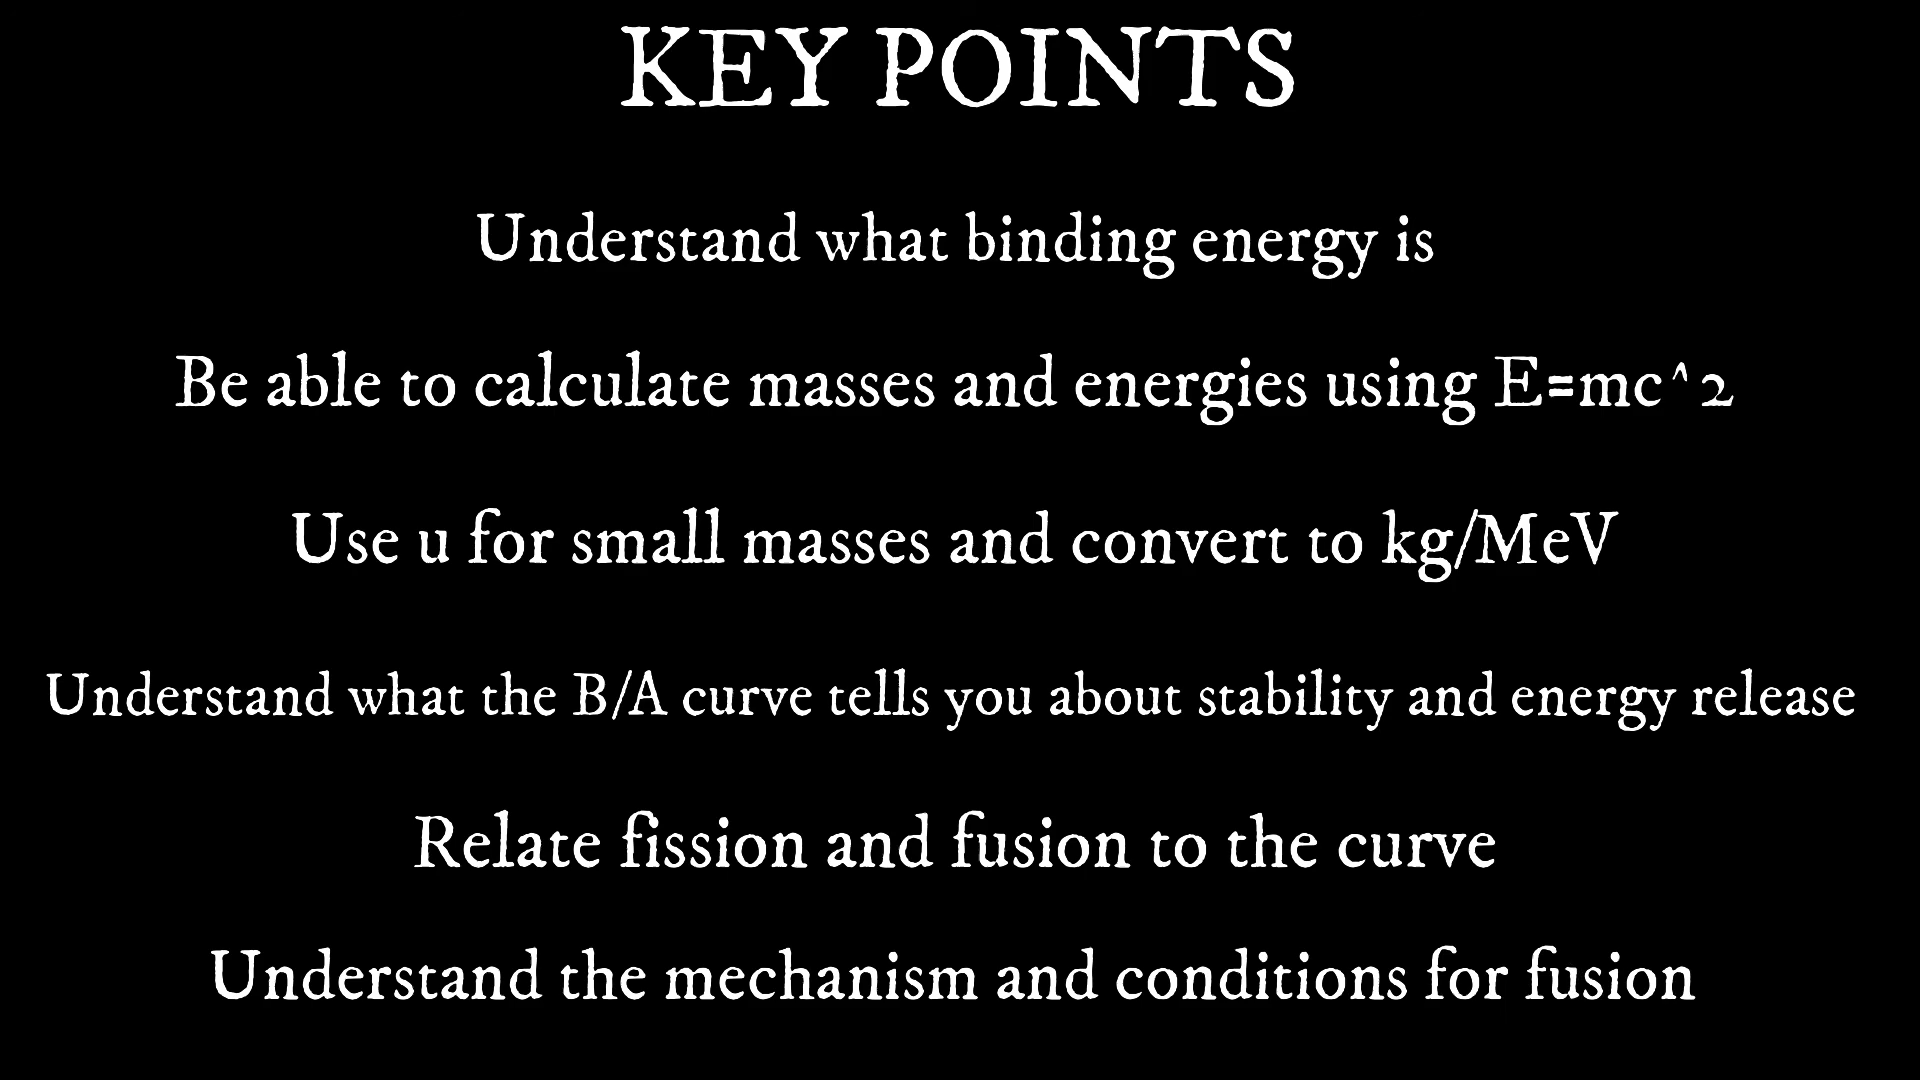 KEY POINTS
Understand what binding energy is
Be able to calculate masses and energies using E=mc^2
Use u for small masses and convert to kg/MeV
Understand what the B/A curve tells you about stability and energy release
Relate fission and fusion to the curve
Understand the mechanism and conditions for fusion